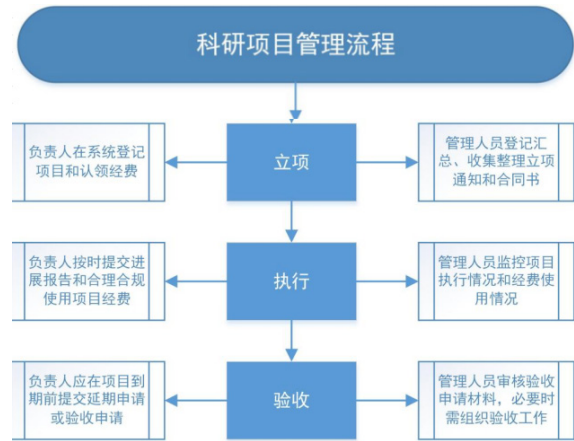 科研项目管理流程
负责人在系统登记
项目和认领经费
立项
管理人员登记汇
总、收集整理立项
通知和合同书
负责人按时提交进
展报告和合理合规
使用项目经费
执行
管理人员监控项目
执行情况和经费使
用情况
负责人应在项目到
期前提交延期申请
或验收申请
验收
管理人员审核验收
申请材料，必要时
需组织验收工作